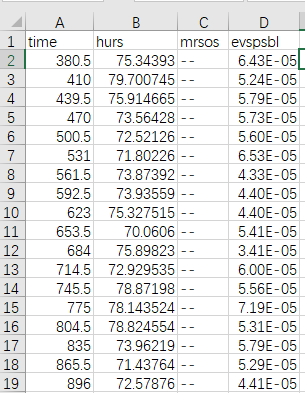 A B C D
1 time hurs mrsos evspsbl
2 380.5 75.34393 -- 6.43E-05
3 410 79.700745 -- 5.24E-05
4 439.5 75.914665 -- 5.79E-05
5 470 73.56428 -- 5.73E-05
6 500.5 72.52126 -- 5.60E-05
7 531 71.80226 -- 6.53E-05
8 561.5 73.87392 -- 4.33E-05
9 592.5 73.93559 -- 4.40E-05
10 623 75.327515 -- 4.40E-05
11 653.5 70.0606 -- 5.41E-05
12 684 75.89823 -- 3.41E-05
13 714.5 72.929535 -- 6.00E-05
14 745.5 78.87198 -- 5.56E-05
15 775 78.143524 -- 7.19E-05
16 804.5 78.824554 -- 5.31E-05
17 835 73.96219 -- 5.79E-05
18 865.5 71.43764 -- 5.29E-05
19 896 72.57876 -- 4.41E-05